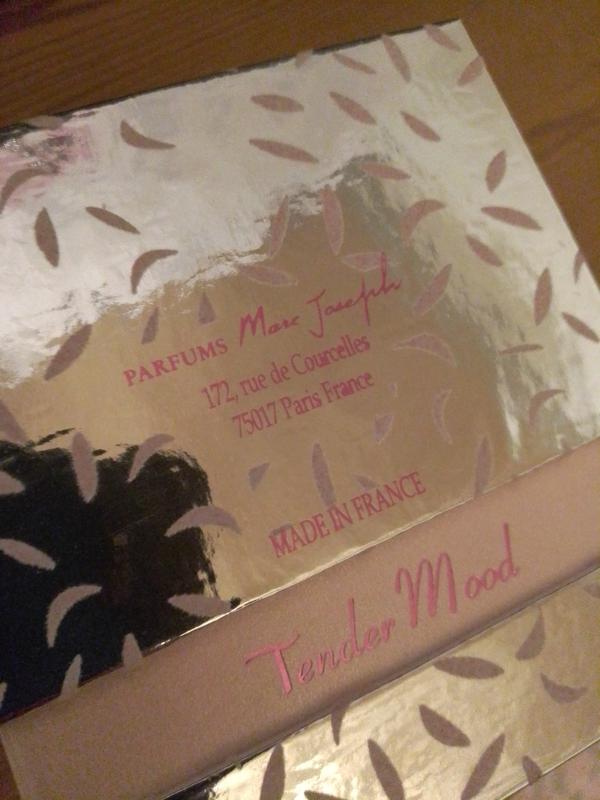 PARFUMS Marc Joseph
172, rue de Courcelles
75017 Paris France
MADE IN FRANCE
Tender Mood